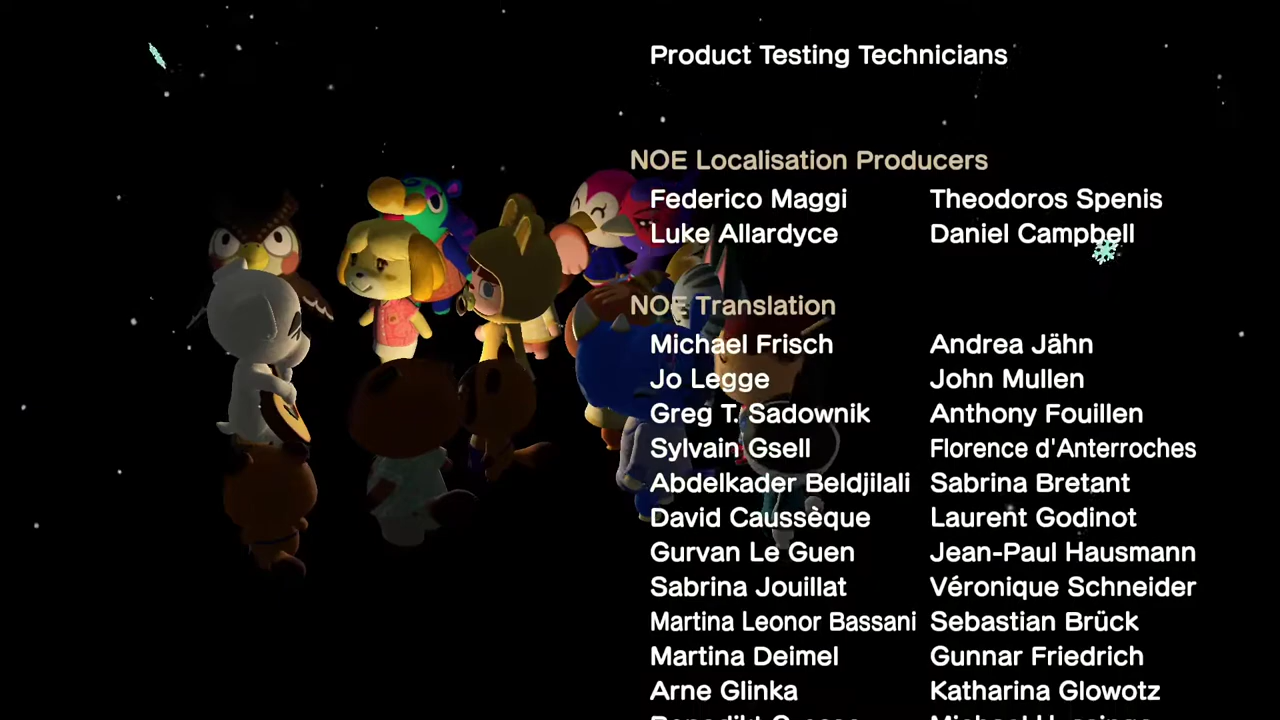 Product Testing Technicians
NOE Localisation Producers
Federico Maggi Theodoros Spenis
Luke Allardyce Daniel Campbell
NOE Translation
Michael Frisch Andrea Jähn
Jo Legge John Mullen
Greg T. Sadownik Anthony Fouillen
Sylvain Gsell Florence d'Anterroches
Abdelkader Beldjilali Sabrina Bretant
David Caussèque Laurent Godinot
Gurvan Le Guen Jean-Paul Hausmann
Sabrina Jouillat Véronique Schneider
Martina Leonor Bassani Sebastian Brück
Martina Deimel Gunnar Friedrich
Arne Glinka Katharina Glowotz